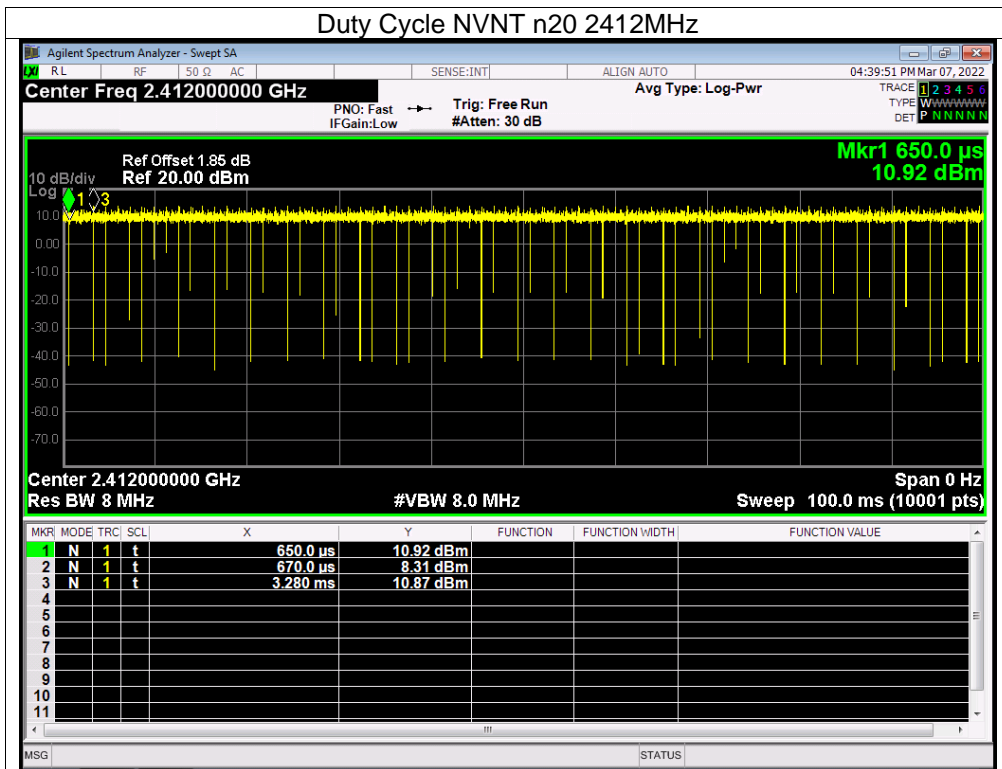 Duty Cycle NVNT n20 2412MHz
Agilent Spectrum Analyzer - Swept SA
LXI RL RF 50 Ω AC SENSE:INT ALIGN AUTO 04:39:51 PM Mar 07, 2022
Center Freq 2.412000000 GHz Avg Type: Log-Pwr TRACE 1 2 3 4 5 6
PNO: Fast Trig: Free Run TYPE WWWWWW
IFGain:Low #Atten: 30 dB DET P N N N N N
Mkr1 650.0 µs
Ref Offset 1.85 dB
10 dB/div Ref 20.00 dBm 10.92 dBm
Log
1 3
10.0
0.00
-10.0
-20.0
-30.0
-40.0
-50.0
-60.0
-70.0
Center 2.412000000 GHz Span 0 Hz
Res BW 8 MHz #VBW 8.0 MHz Sweep 100.0 ms (10001 pts)
MKR MODE TRC SCL X Y FUNCTION FUNCTION WIDTH FUNCTION VALUE
1 N 1 t 650.0 µs 10.92 dBm
2 N 1 t 670.0 µs 8.31 dBm
3 N 1 t 3.280 ms 10.87 dBm
4
5
6
7
8
9
10
11
MSG STATUS